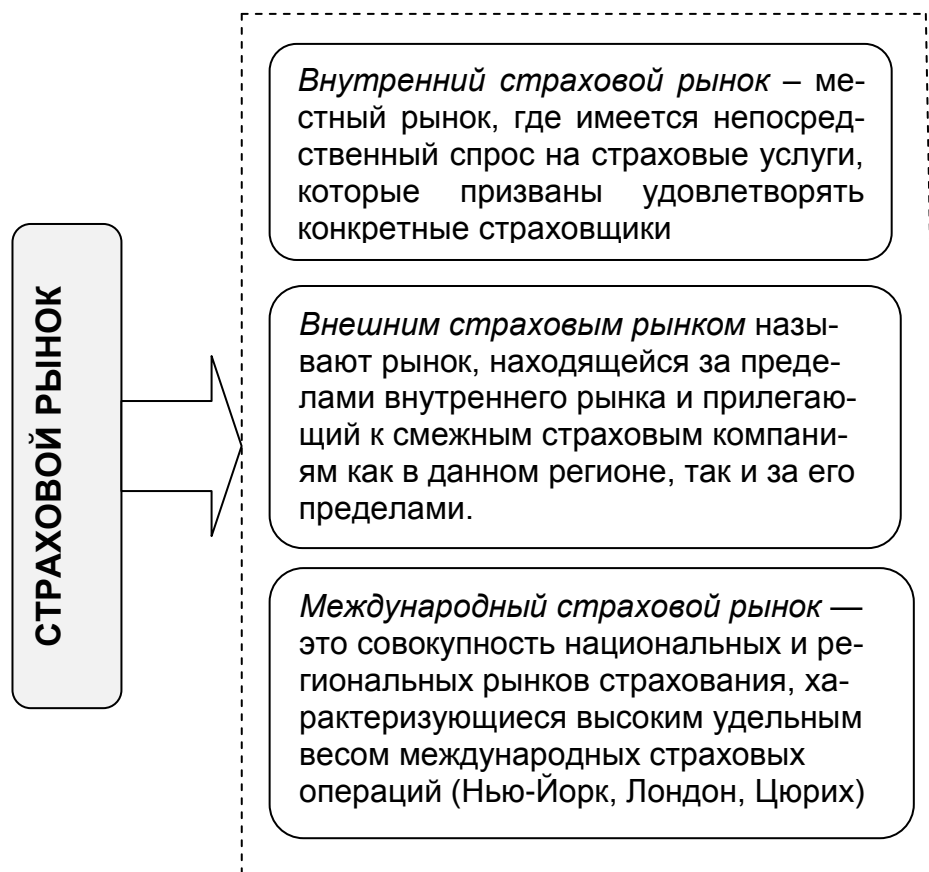 СТРАХОВОЙ РЫНОК
Внутренний страховой рынок – ме-
стный рынок, где имеется непосред-
ственный спрос на страховые услуги,
которые призваны удовлетворять
конкретные страховщики
Внешним страховым рынком назы-
вают рынок, находящейся за преде-
лами внутреннего рынка и прилегаю-
щий к смежным страховым компани-
ям как в данном регионе, так и за его
пределами.
Международный страховой рынок —
это совокупность национальных и ре-
гиональных рынков страхования, ха-
рактеризующиеся высоким удельным
весом международных страховых
операций (Нью-Йорк, Лондон, Цюрих)